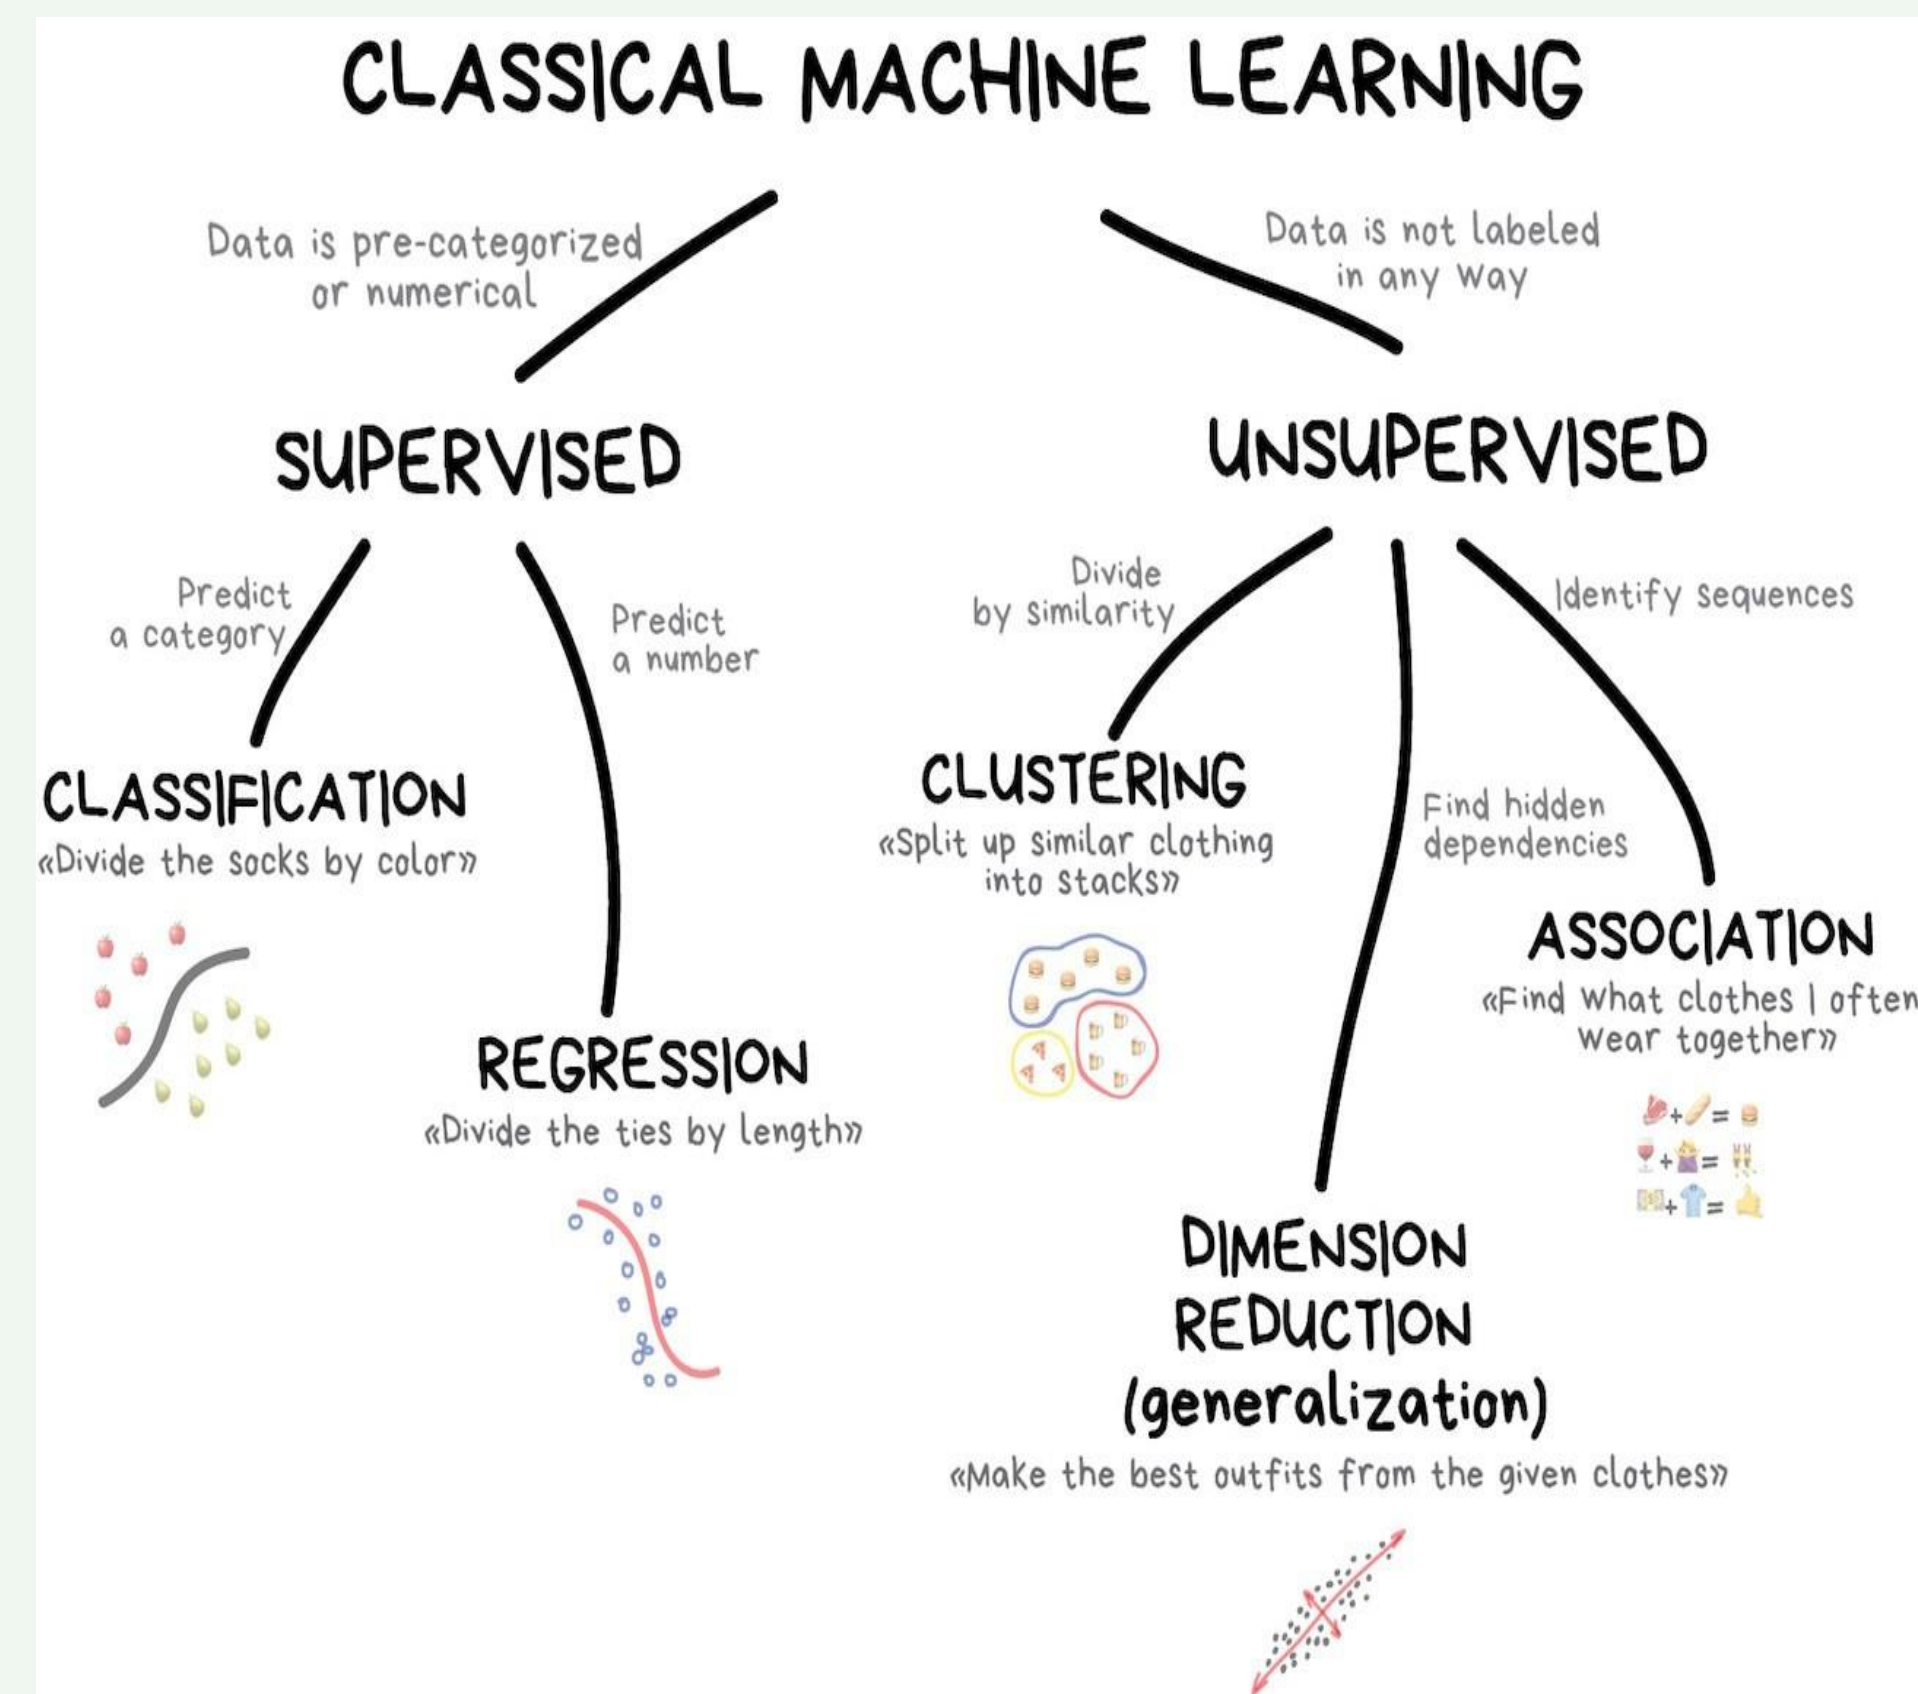 CLASSICAL MACHINE LEARNING
Data is pre-categorized
or numerical
Data is not labeled
in any way
SUPERVISED
UNSUPERVISED
Predict
a category
Predict
a number
Divide
by similarity
Identify sequences
CLASSIFICATION
«Divide the socks by color»
CLUSTERING
«Split up similar clothing
into stacks»
Find hidden
dependencies
ASSOCIATION
«Find what clothes I often
wear together»
REGRESSION
«Divide the ties by length»
+ =
+ =
+ =
DIMENSION
REDUCTION
(generalization)
«Make the best outfits from the given clothes»